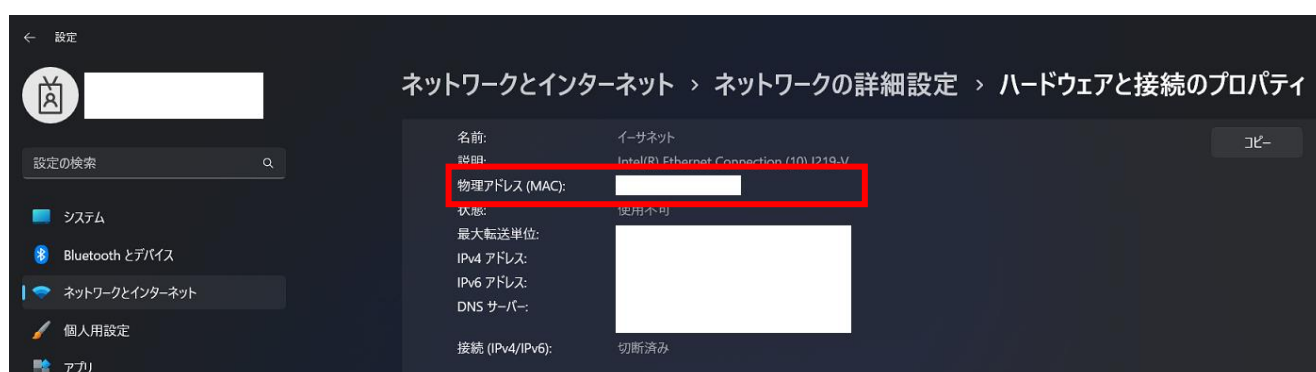 設定
ネットワークとインターネット › ネットワークの詳細設定 › ハードウェアと接続のプロパティ
名前: イーサネット
コピー
設定の検索
説明: Intel(R) Ethernet Connection (10) I219-V
物理アドレス (MAC):
システム
状態: 使用不可
最大転送単位:
Bluetooth とデバイス
IPv4 アドレス:
IPv6 アドレス:
ネットワークとインターネット
DNS サーバー:
個人用設定
接続 (IPv4/IPv6): 切断済み
アプリ